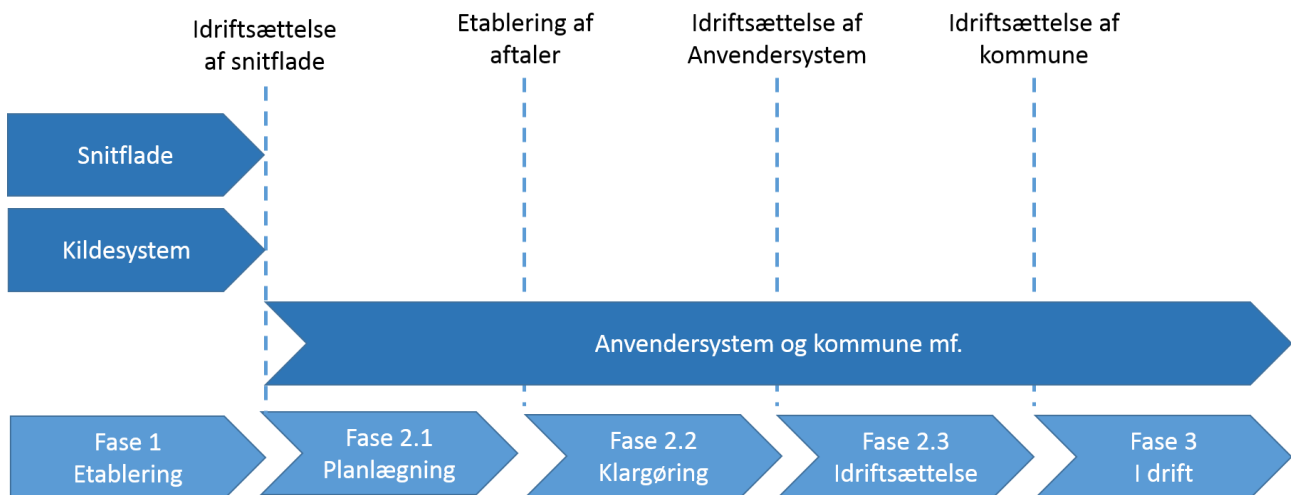 Idriftsættelse
af snitflade
Etablering af
aftaler
Idriftsættelse af
Anvendersystem
Idriftsættelse af
kommune
Snitflade
Kildesystem
Anvendersystem og kommune mf.
Fase 1
Etablering
Fase 2.1
Planlægning
Fase 2.2
Klargøring
Fase 2.3
Idriftsættelse
Fase 3
I drift